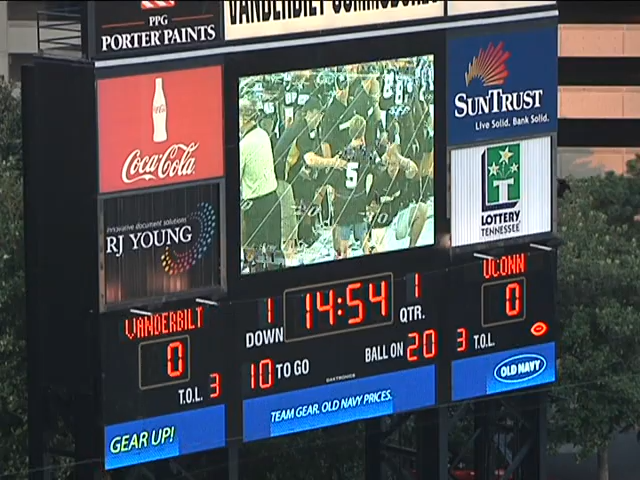 PPG
PORTER PAINTS
VANDERBILT COMMODORES
Coca-Cola
5
SUNTRUST
Live Solid. Bank Solid.
innovative document solutions
RJ YOUNG
T
LOTTERY
TENNESSEE
VANDERBILT
0
T.O.L. 3
1
DOWN
14:54
1
QTR.
10 TO GO
BALL ON 20
DAKTRONICS
UCONN
0
3 T.O.L.
GEAR UP!
TEAM GEAR. OLD NAVY PRICES.
OLD NAVY